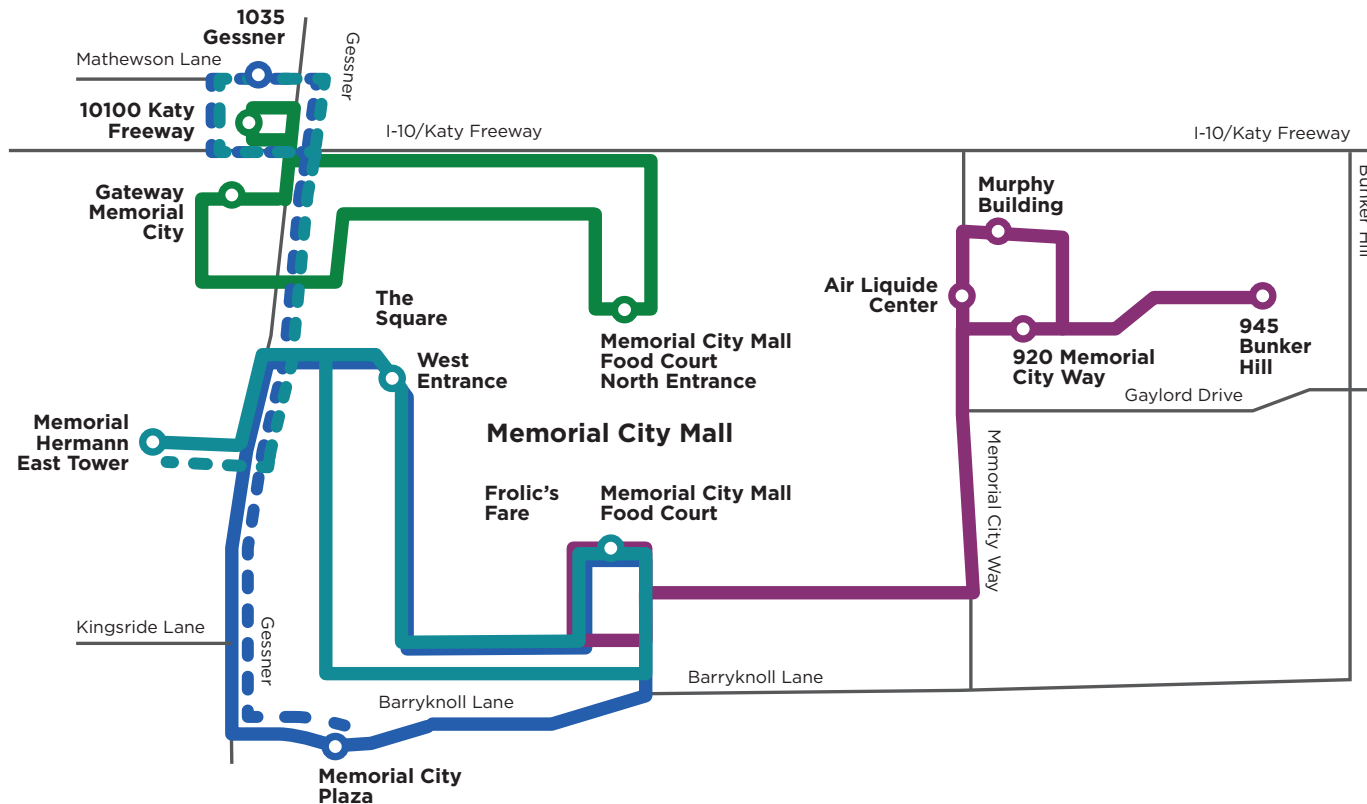 1035
Gessner
Gessner
Mathewson Lane
10100 Katy
Freeway
I-10/Katy Freeway
I-10/Katy Freeway
Bunker Hill
Gateway
Memorial
City
Murphy
Building
Air Liquide
Center
The
Square
Memorial City Mall
Food Court
North Entrance
West
Entrance
920 Memorial
City Way
945
Bunker
Hill
Gaylord Drive
Memorial
Hermann
East Tower
Memorial City Mall
Memorial City Way
Frolic's
Fare
Memorial City Mall
Food Court
Kingsride Lane
Gessner
Barryknoll Lane
Barryknoll Lane
Memorial City
Plaza